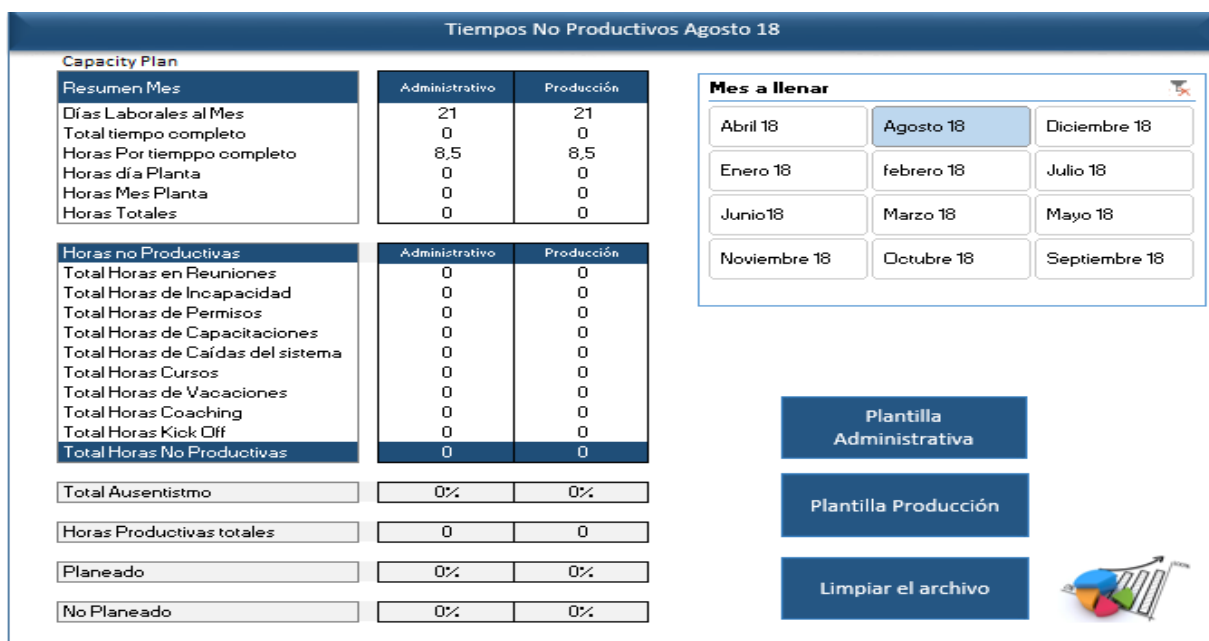 Tiempos No Productivos Agosto 18
Capacity Plan
Resumen Mes Administrativo Producción
Días Laborales al Mes 21 21
Total tiempo completo 0 0
Horas Por tiemppo completo 8,5 8,5
Horas día Planta 0 0
Horas Mes Planta 0 0
Horas Totales 0 0
Horas no Productivas Administrativo Producción
Total Horas en Reuniones 0 0
Total Horas de Incapacidad 0 0
Total Horas de Permisos 0 0
Total Horas de Capacitaciones 0 0
Total Horas de Caídas del sistema 0 0
Total Horas Cursos 0 0
Total Horas de Vacaciones 0 0
Total Horas Coaching 0 0
Total Horas Kick Off 0 0
Total Horas No Productivas 0 0
Total Ausentistmo 0% 0%
Horas Productivas totales 0 0
Planeado 0% 0%
No Planeado 0% 0%
Mes a llenar
Abril 18 Agosto 18 Diciembre 18
Enero 18 febrero 18 Julio 18
Junio18 Marzo 18 Mayo 18
Noviembre 18 Octubre 18 Septiembre 18
Plantilla
Administrativa
Plantilla Producción
Limpiar el archivo